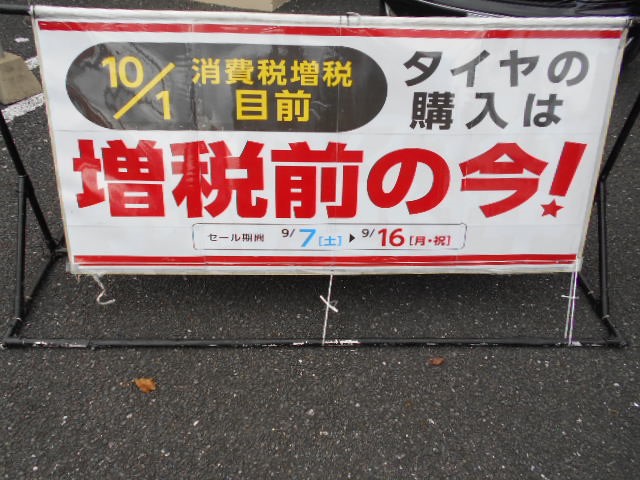 10/1 消費税増税目前
タイヤの購入は
増税前の今!
セール期間 9/7[土]▶9/16[月・祝]